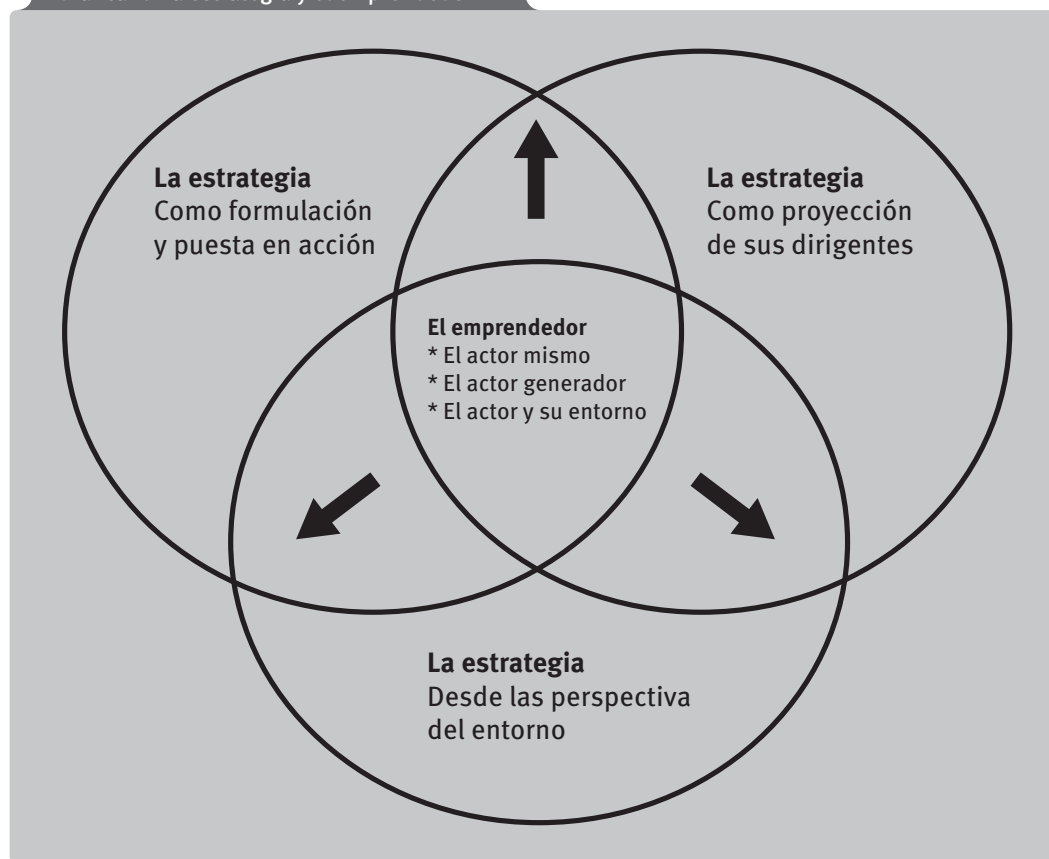 La estrategia
Como formulación
y puesta en acción
La estrategia
Como proyección
de sus dirigentes
El emprendedor
* El actor mismo
* El actor generador
* El actor y su entorno
La estrategia
Desde las perspectiva
del entorno